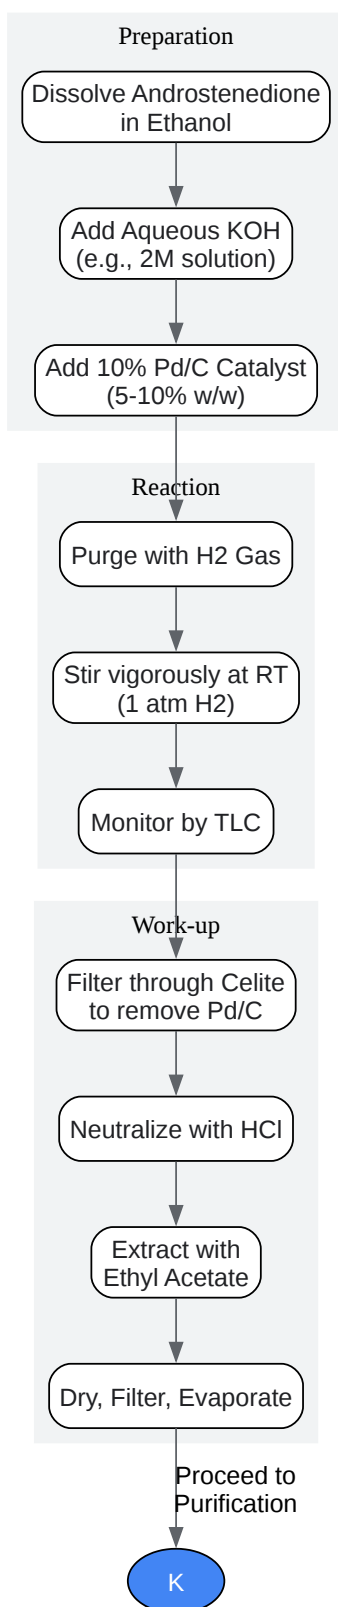 Preparation
Dissolve Androstenedione
in Ethanol
Add Aqueous KOH
(e.g., 2M solution)
Add 10% Pd/C Catalyst
(5-10% w/w)
Reaction
Purge with H2 Gas
Stir vigorously at RT
(1 atm H2)
Monitor by TLC
Work-up
Filter through Celite
to remove Pd/C
Neutralize with HCl
Extract with
Ethyl Acetate
Dry, Filter, Evaporate
Proceed to
Purification
K